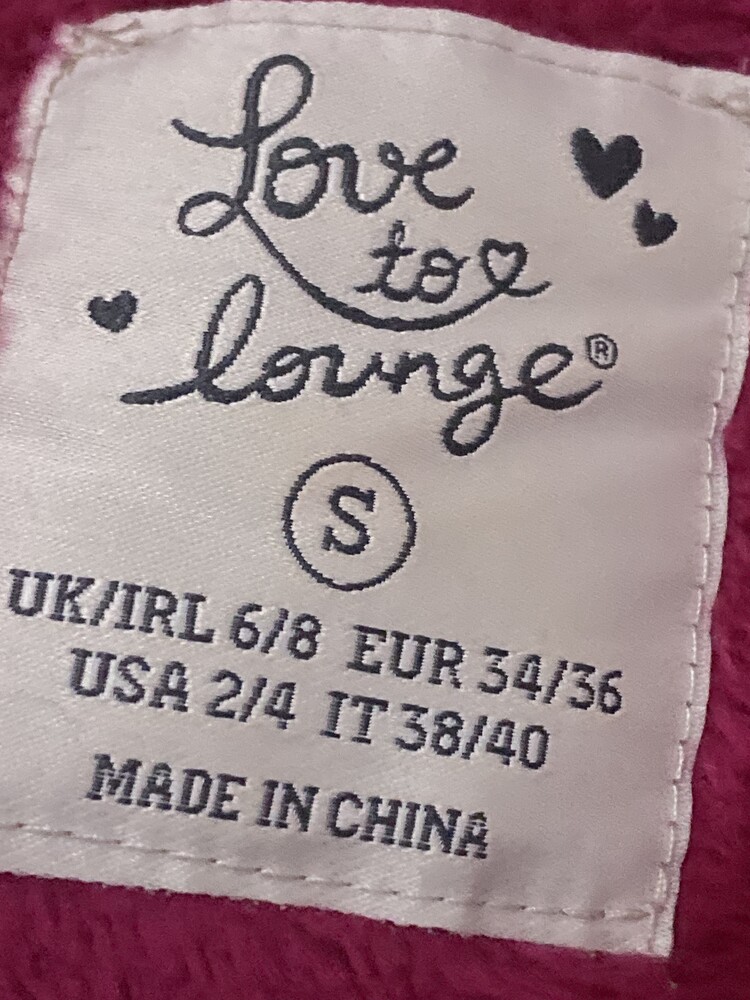 Love
to
lounge®
S
UK/IRL 6/8 EUR 34/36
USA 2/4 IT 38/40
MADE IN CHINA